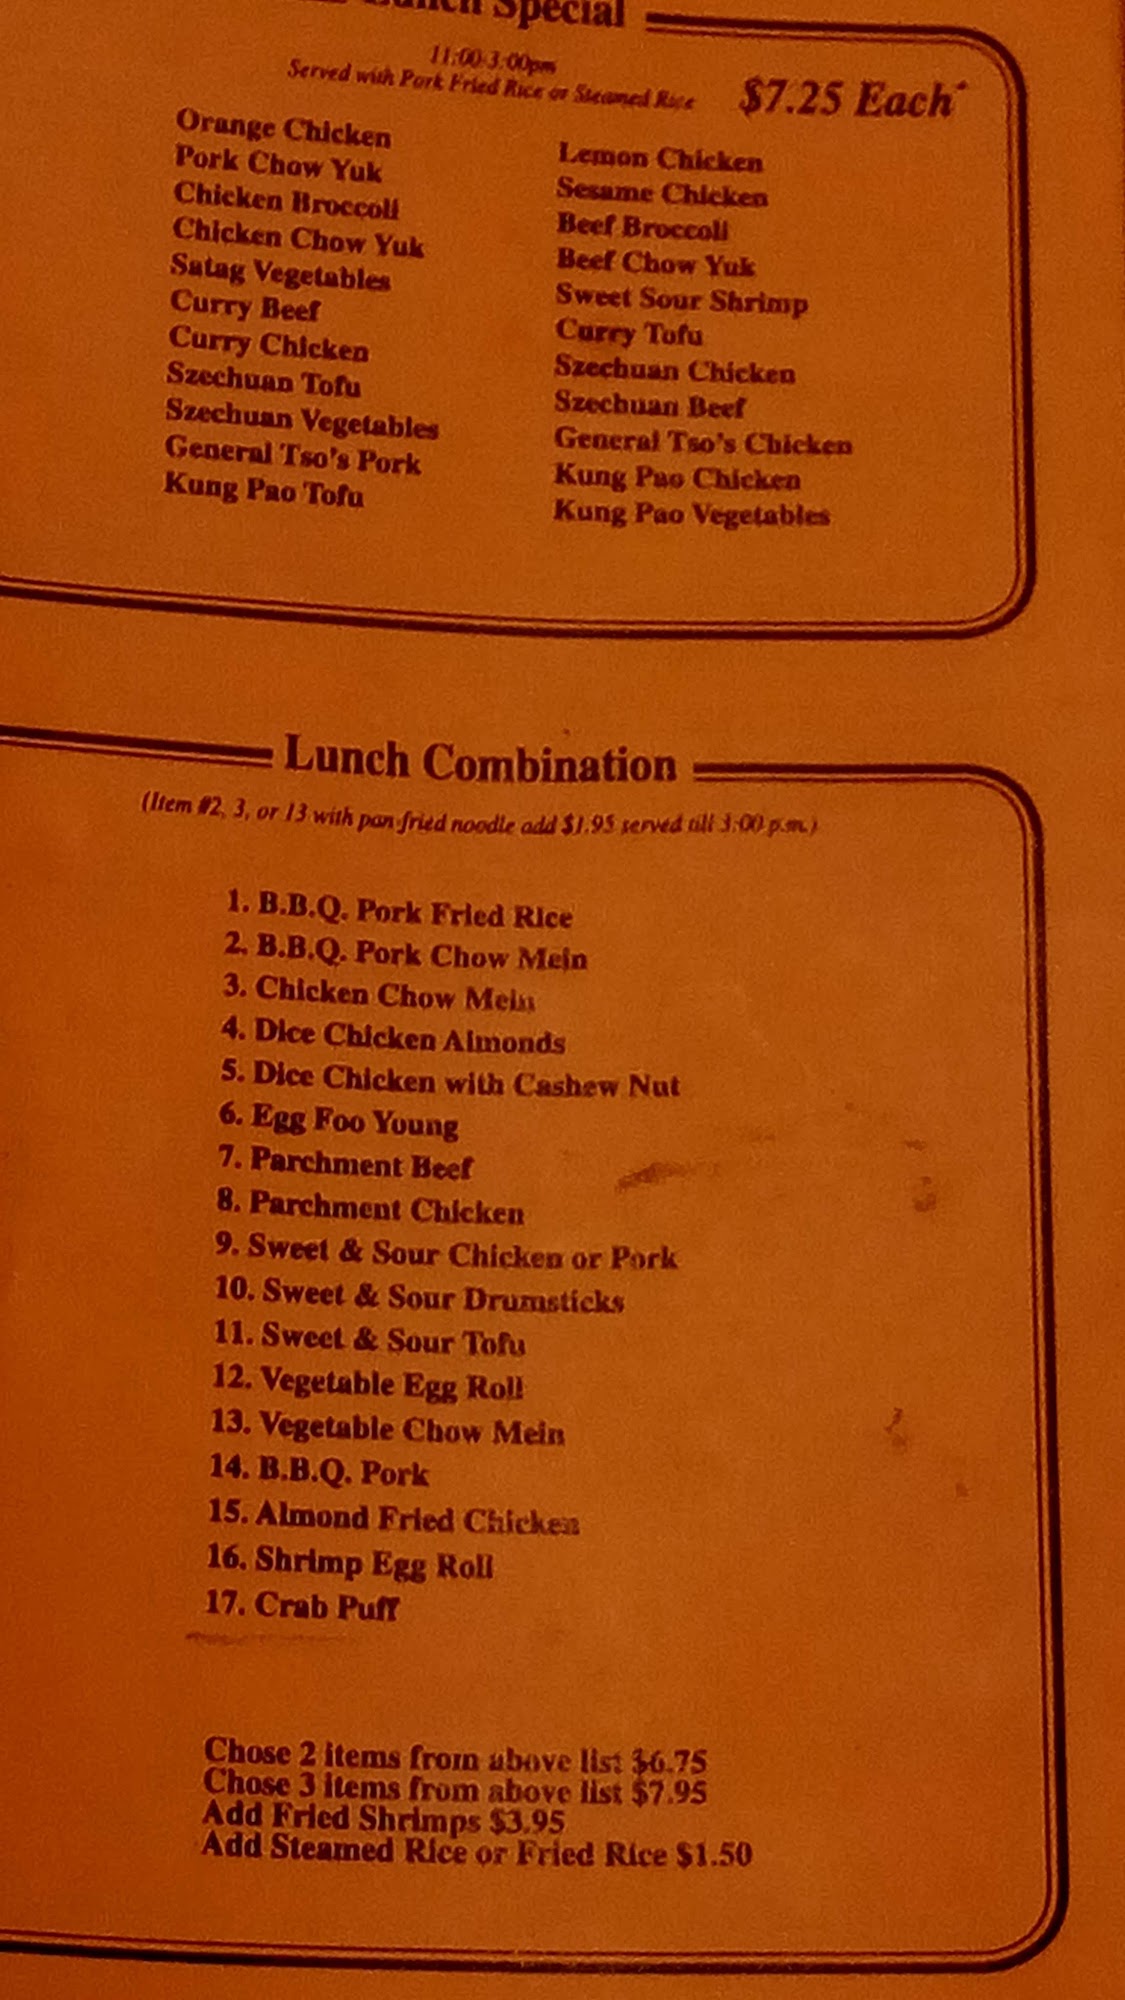 Lunch Special
11:00-3:00pm
Served with Pork Fried Rice or Steamed Rice
$7.25 Each*
Orange Chicken
Pork Chow Yuk
Chicken Broccoli
Chicken Chow Yuk
Satag Vegetables
Curry Beef
Curry Chicken
Szechuan Tofu
Szechuan Vegetables
General Tso's Pork
Kung Pao Tofu
Lemon Chicken
Sesame Chicken
Beef Broccoli
Beef Chow Yuk
Sweet Sour Shrimp
Curry Tofu
Szechuan Chicken
Szechuan Beef
General Tso's Chicken
Kung Pao Chicken
Kung Pao Vegetables
Lunch Combination
(Item #2, 3, or 13 with pan-fried noodle add $1.95 served till 3:00 p.m.)
1. B.B.Q. Pork Fried Rice
2. B.B.Q. Pork Chow Mein
3. Chicken Chow Mein
4. Dice Chicken Almonds
5. Dice Chicken with Cashew Nut
6. Egg Foo Young
7. Parchment Beef
8. Parchment Chicken
9. Sweet & Sour Chicken or Pork
10. Sweet & Sour Drumsticks
11. Sweet & Sour Tofu
12. Vegetable Egg Roll
13. Vegetable Chow Mein
14. B.B.Q. Pork
15. Almond Fried Chicken
16. Shrimp Egg Roll
17. Crab Puff
Chose 2 items from above list $6.75
Chose 3 items from above list $7.95
Add Fried Shrimps $3.95
Add Steamed Rice or Fried Rice $1.50